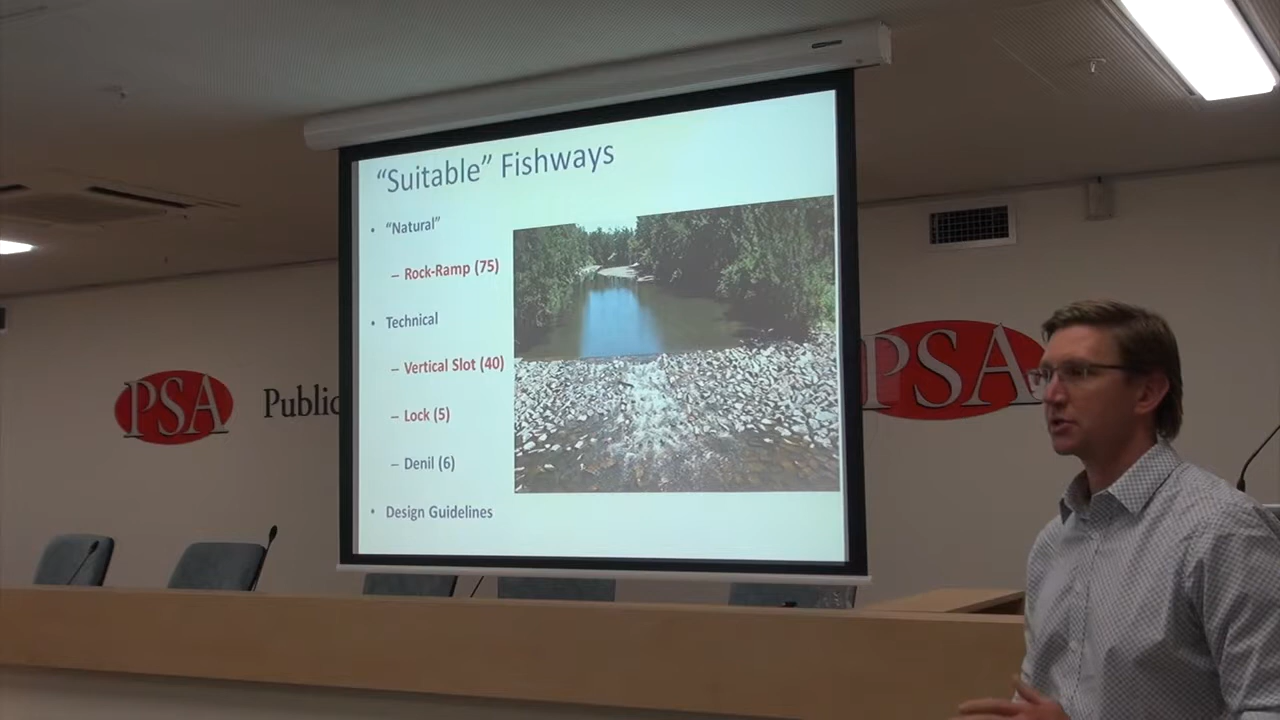 "Suitable" Fishways
• "Natural"
– Rock-Ramp (75)
• Technical
– Vertical Slot (40)
– Lock (5)
– Denil (6)
• Design Guidelines
PSA Public
PSA